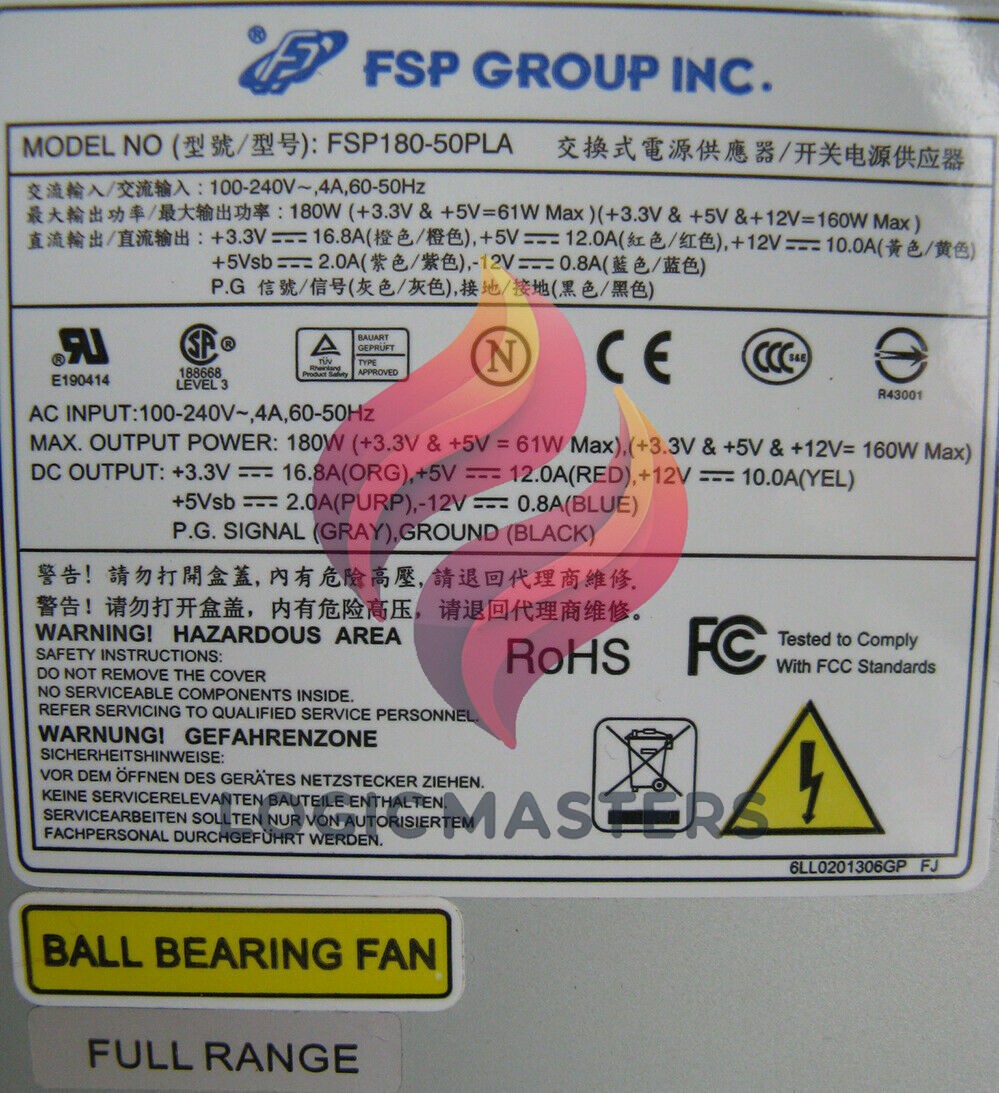 ® FSP GROUP INC.
MODEL NO (型號/型号): FSP180-50PLA 交換式電源供應器/开关电源供应器
交流輸入/交流输入 : 100-240V~,4A,60-50Hz
最大輸出功率/最大输出功率 : 180W (+3.3V & +5V=61W Max )(+3.3V & +5V &+12V=160W Max )
直流輸出/直流输出 : +3.3V ⎓ 16.8A(橙色/橙色),+5V ⎓ 12.0A(紅色/红色),+12V ⎓ 10.0A(黃色/黄色)
+5Vsb ⎓ 2.0A(紫色/紫色),-12V ⎓ 0.8A(藍色/蓝色)
P.G 信號/信号(灰色/灰色),接地/接地(黑色/黑色)
E190414
SP ® 188668 LEVEL 3
TÜV Rheinland Product Safety
BAUART GEPRÜFT TYPE APPROVED
N
CE
CCC S&E
R43001
AC INPUT:100-240V~,4A,60-50Hz
MAX. OUTPUT POWER: 180W (+3.3V & +5V = 61W Max),(+3.3V & +5V & +12V= 160W Max)
DC OUTPUT: +3.3V ⎓ 16.8A(ORG),+5V ⎓ 12.0A(RED),+12V ⎓ 10.0A(YEL)
+5Vsb ⎓ 2.0A(PURP),-12V ⎓ 0.8A(BLUE)
P.G. SIGNAL (GRAY),GROUND (BLACK)
警告! 請勿打開盒蓋, 內有危險高壓, 請退回代理商維修.
警告! 请勿打开盒盖, 内有危险高压, 请退回代理商维修。
WARNING! HAZARDOUS AREA
SAFETY INSTRUCTIONS:
DO NOT REMOVE THE COVER
NO SERVICEABLE COMPONENTS INSIDE.
REFER SERVICING TO QUALIFIED SERVICE PERSONNEL.
RoHS
FCC Tested to Comply
With FCC Standards
WARNUNG! GEFAHRENZONE
SICHERHEITSHINWEISE:
VOR DEM ÖFFNEN DES GERÄTES NETZSTECKER ZIEHEN.
KEINE SERVICERELEVANTEN BAUTEILE ENTHALTEN.
SERVICEARBEITEN SOLLTEN NUR VON AUTORISIERTEM
FACHPERSONAL DURCHGEFÜHRT WERDEN.
LOGICMASTERS
6LL0201306GP FJ
BALL BEARING FAN
FULL RANGE